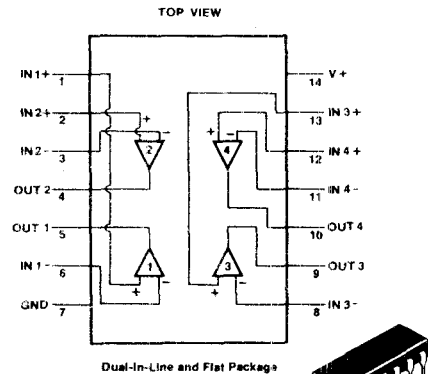 TOP VIEW
IN 1+ 1
IN 2+ 2
IN 2- 3
OUT 2 4
OUT 1 5
IN 1- 6
GND 7
14 V+
13 IN 3+
12 IN 4+
11 IN 4-
10 OUT 4
9 OUT 3
8 IN 3-
+ - 2
+ - 4
1 + -
3 + -
Dual-In-Line and Flat Package